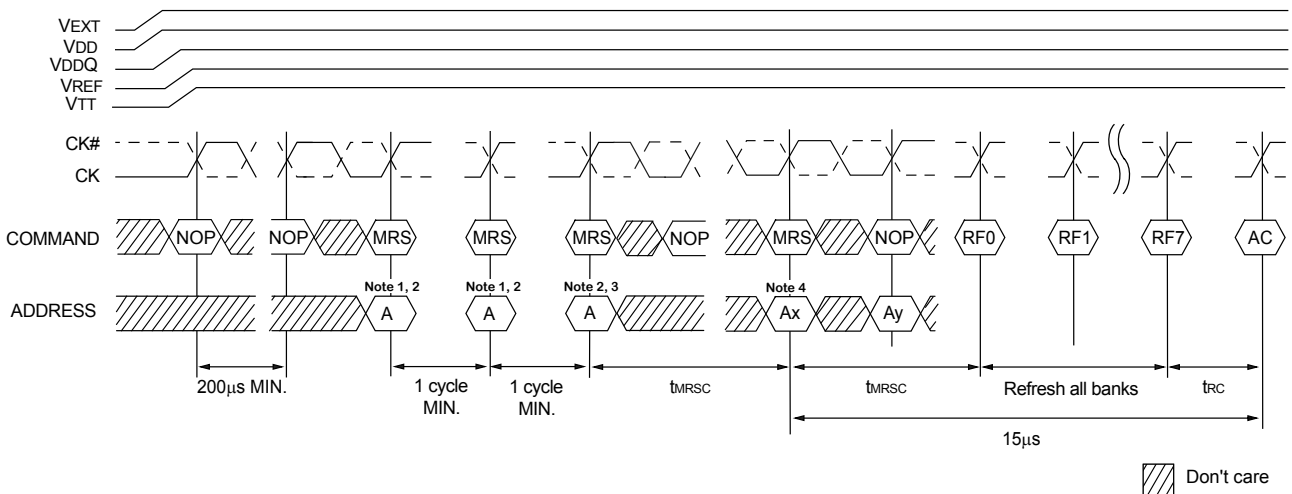 VEXT
VDD
VDDQ
VREF
VTT
CK#
CK
COMMAND NOP NOP MRS MRS MRS NOP MRS NOP RF0 RF1 RF7 AC
Note 1, 2 Note 1, 2 Note 2, 3 Note 4
ADDRESS A A A Ax Ay
200µs MIN. 1 cycle MIN. 1 cycle MIN. tMRSC tMRSC Refresh all banks tRC
15µs
Don't care